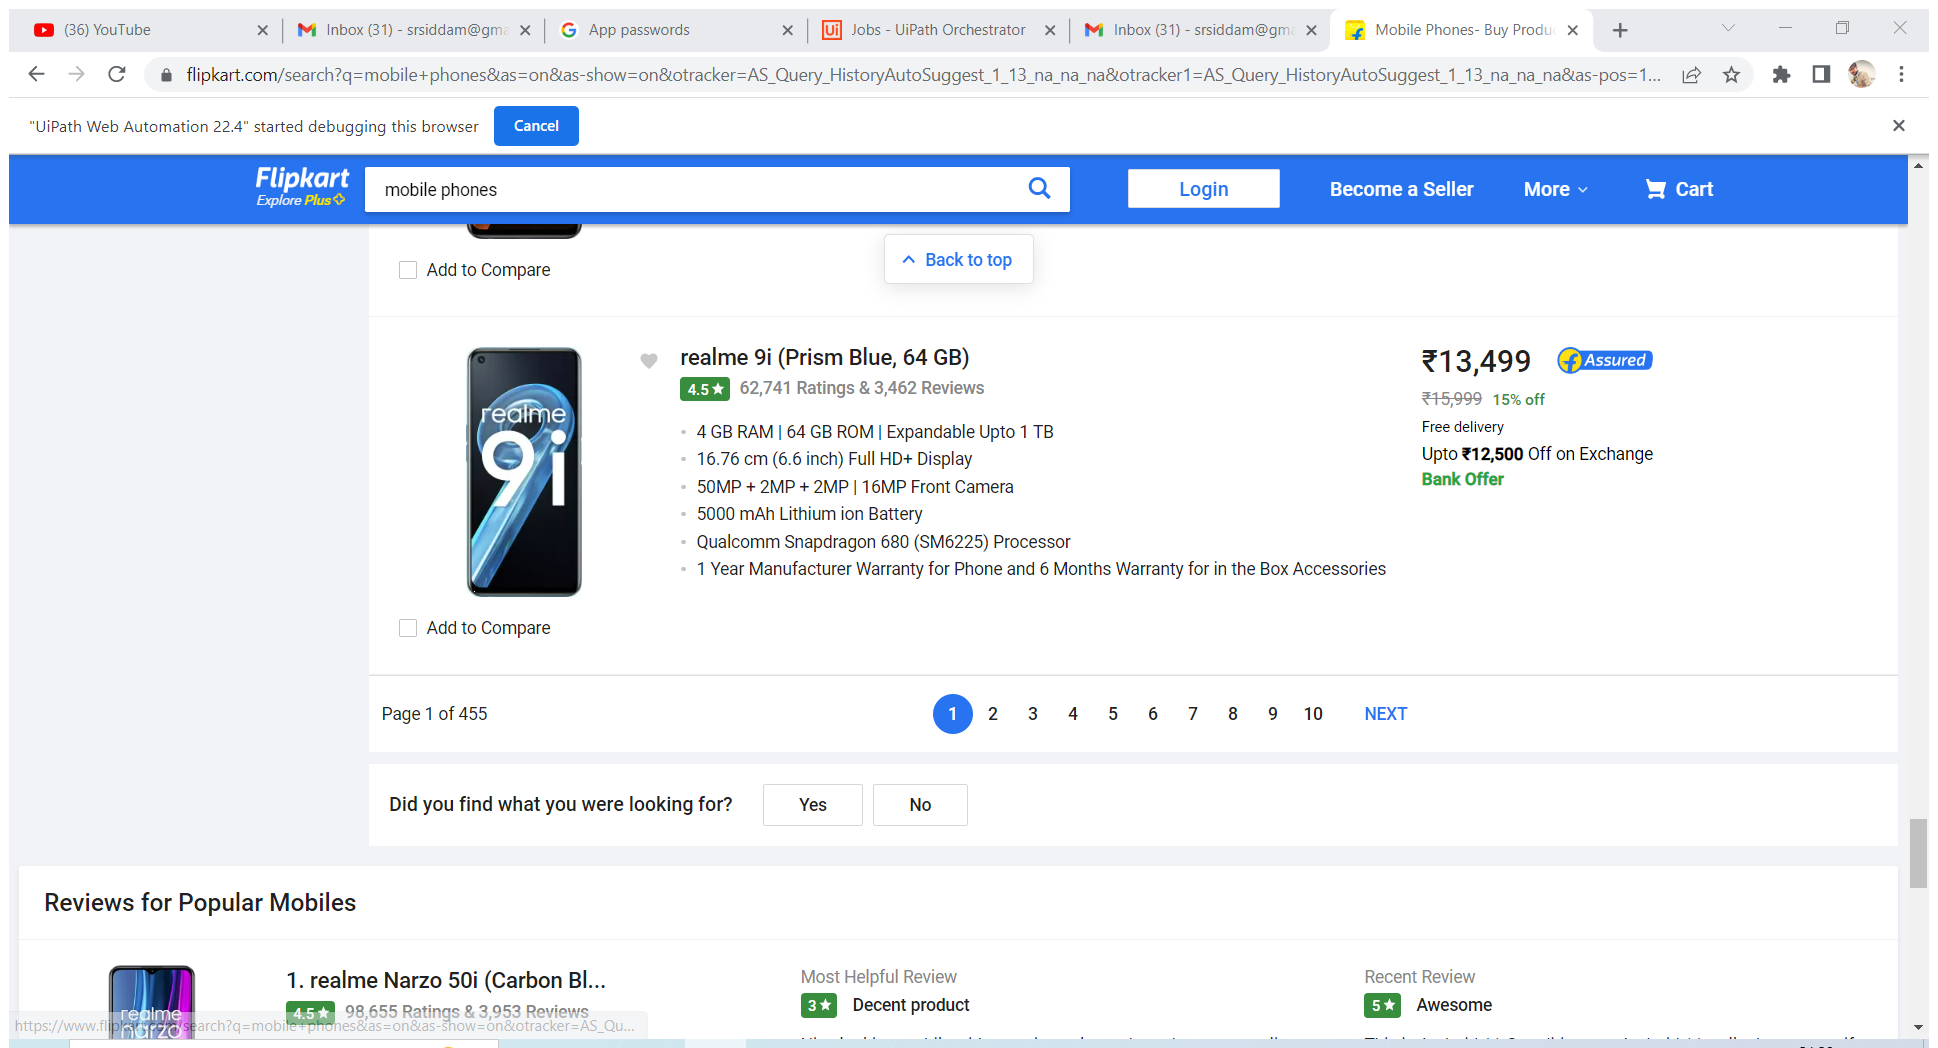 (36) YouTube
Inbox (31) - srsiddam@gma
App passwords
Jobs - UiPath Orchestrator
Inbox (31) - srsiddam@gma
Mobile Phones- Buy Produ
flipkart.com/search?q=mobile+phones&as=on&as-show=on&otracker=AS_Query_HistoryAutoSuggest_1_13_na_na_na&otracker1=AS_Query_HistoryAutoSuggest_1_13_na_na_na&as-pos=1...
"UiPath Web Automation 22.4" started debugging this browser
Cancel
Flipkart
Explore Plus
mobile phones
Login
Become a Seller
More
Cart
Back to top
Add to Compare
realme
9i
realme 9i (Prism Blue, 64 GB)
4.5★ 62,741 Ratings & 3,462 Reviews
4 GB RAM | 64 GB ROM | Expandable Upto 1 TB
16.76 cm (6.6 inch) Full HD+ Display
50MP + 2MP + 2MP | 16MP Front Camera
5000 mAh Lithium ion Battery
Qualcomm Snapdragon 680 (SM6225) Processor
1 Year Manufacturer Warranty for Phone and 6 Months Warranty for in the Box Accessories
₹13,499
f Assured
₹15,999 15% off
Free delivery
Upto ₹12,500 Off on Exchange
Bank Offer
Add to Compare
Page 1 of 455
1 2 3 4 5 6 7 8 9 10 NEXT
Did you find what you were looking for?
Yes
No
Reviews for Popular Mobiles
realme
narzo
1. realme Narzo 50i (Carbon Bl...
4.5★ 98,655 Ratings & 3,953 Reviews
Most Helpful Review
3★ Decent product
Recent Review
5★ Awesome
https://www.flipkart.com/search?q=mobile+phones&as=on&as-show=on&otracker=AS_Qu...